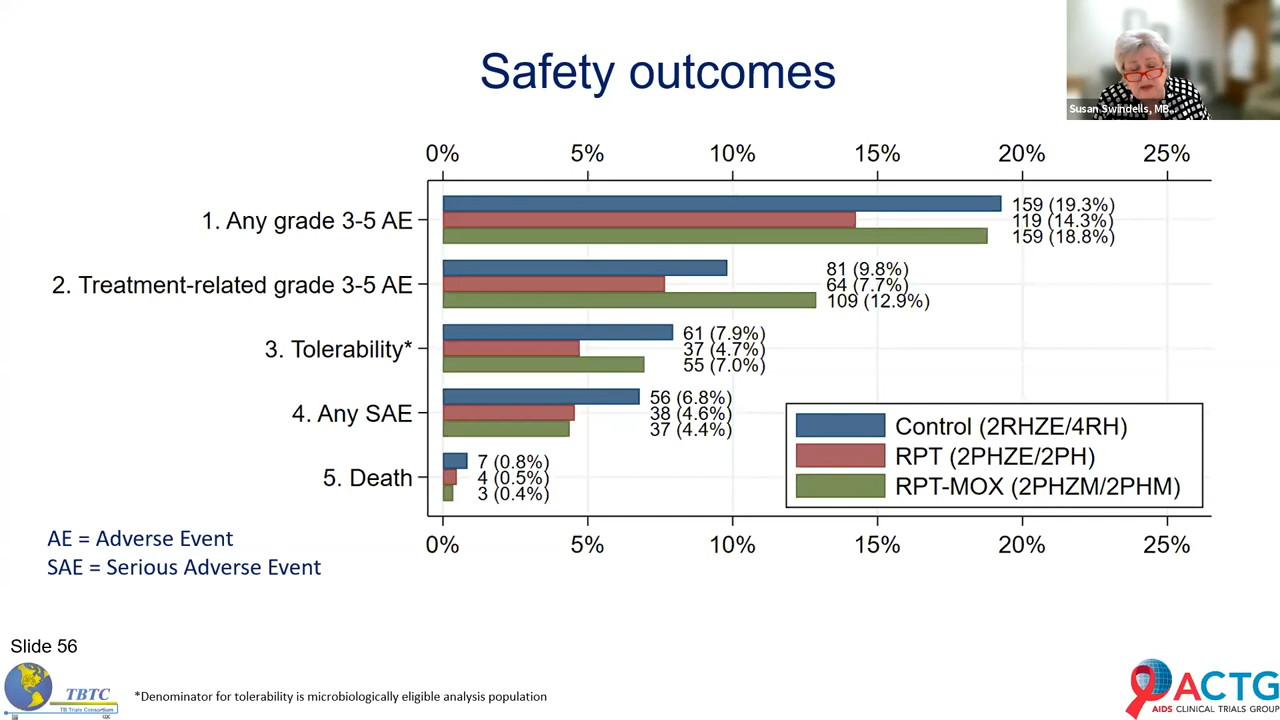 Safety outcomes
Susan Swindells, MB...
0% 5% 10% 15% 20% 25%
1. Any grade 3-5 AE
159 (19.3%)
119 (14.3%)
159 (18.8%)
2. Treatment-related grade 3-5 AE
81 (9.8%)
64 (7.7%)
109 (12.9%)
3. Tolerability*
61 (7.9%)
37 (4.7%)
55 (7.0%)
4. Any SAE
56 (6.8%)
38 (4.6%)
37 (4.4%)
5. Death
7 (0.8%)
4 (0.5%)
3 (0.4%)
Control (2RHZE/4RH)
RPT (2PHZE/2PH)
RPT-MOX (2PHZM/2PHM)
0% 5% 10% 15% 20% 25%
AE = Adverse Event
SAE = Serious Adverse Event
Slide 56
TBTC
TB Trials Consortium
CDC
*Denominator for tolerability is microbiologically eligible analysis population
ACTG
AIDS CLINICAL TRIALS GROUP